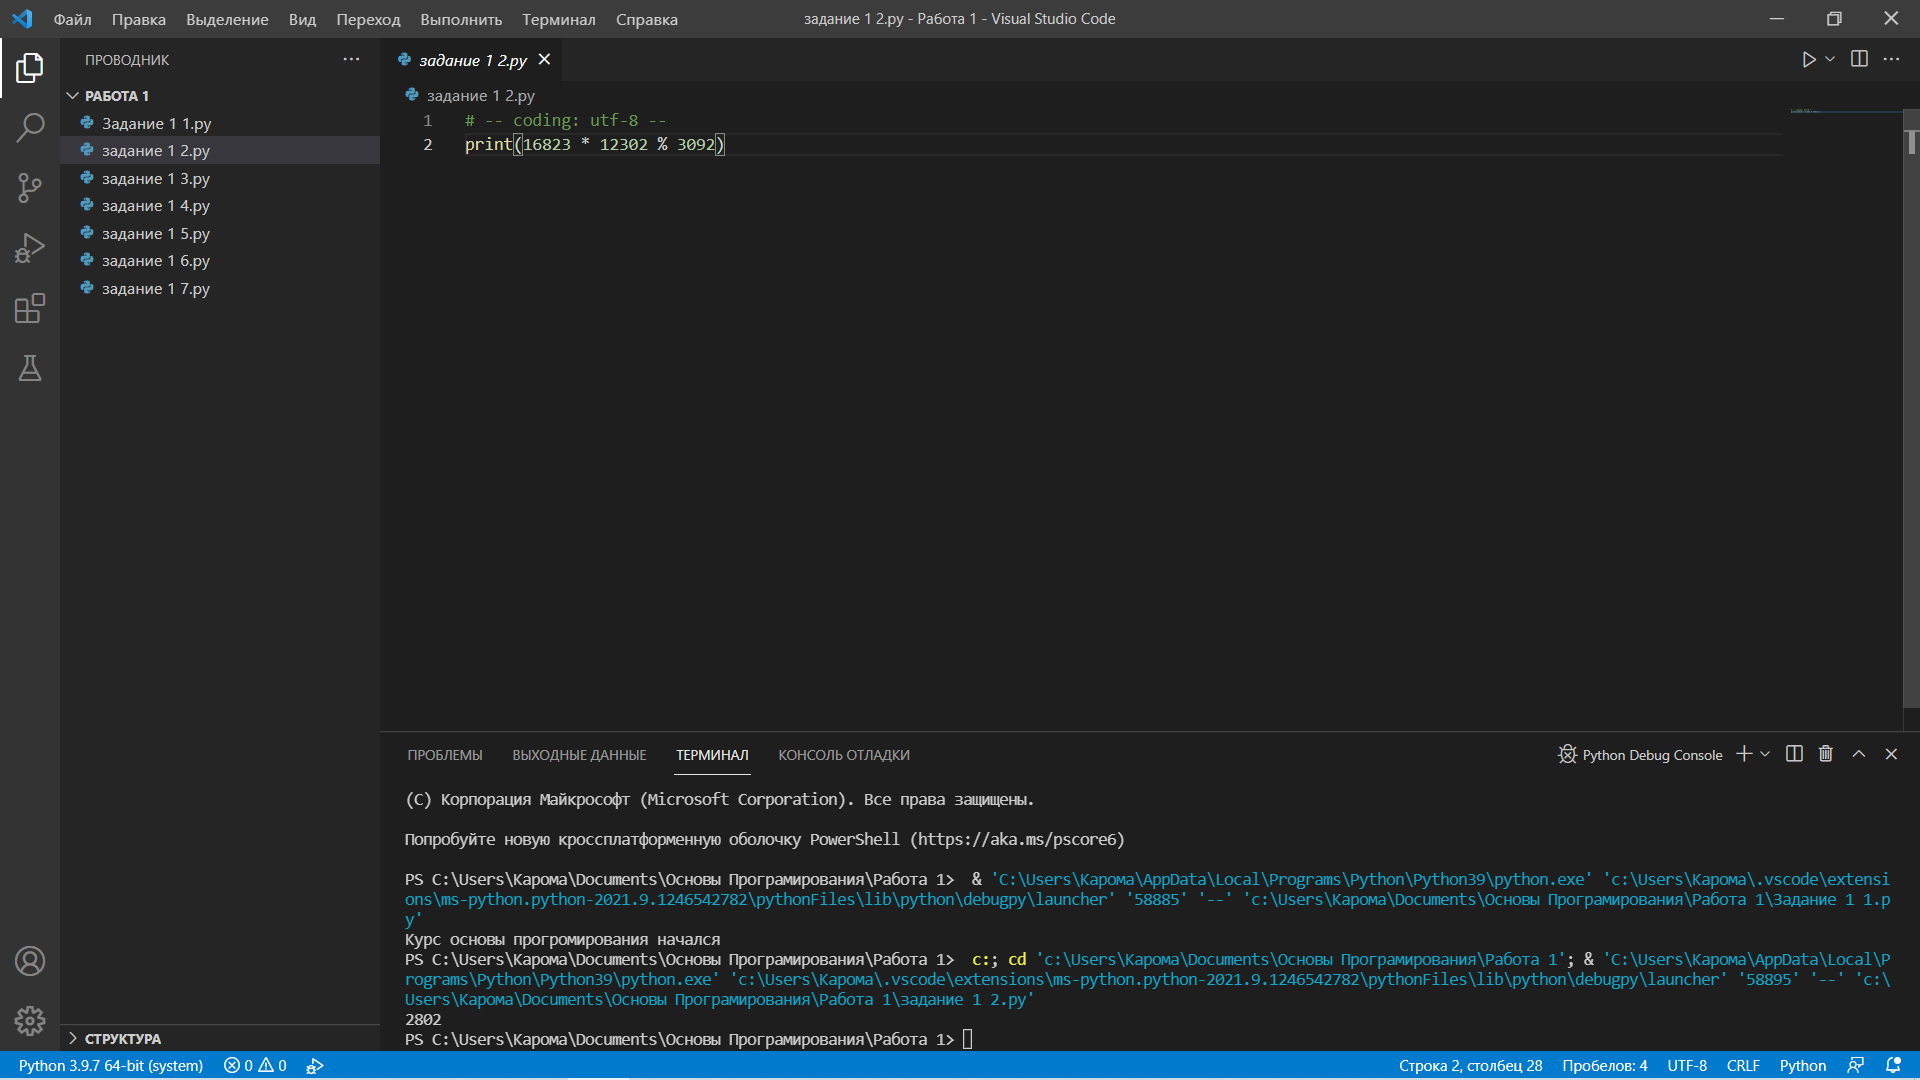 Файл Правка Выделение Вид Переход Выполнить Терминал Справка
задание 1 2.py - Работа 1 - Visual Studio Code
ПРОВОДНИК
задание 1 2.py
РАБОТА 1
Задание 1 1.py
задание 1 2.py
задание 1 3.py
задание 1 4.py
задание 1 5.py
задание 1 6.py
задание 1 7.py
задание 1 2.py
1 # -- coding: utf-8 --
2 print(16823 * 12302 % 3092)
ПРОБЛЕМЫ ВЫХОДНЫЕ ДАННЫЕ ТЕРМИНАЛ КОНСОЛЬ ОТЛАДКИ
Python Debug Console
(C) Корпорация Майкрософт (Microsoft Corporation). Все права защищены.
Попробуйте новую кроссплатформенную оболочку PowerShell (https://aka.ms/pscore6)
PS C:\Users\Карома\Documents\Основы Програмирования\Работа 1>  & 'C:\Users\Карома\AppData\Local\Programs\Python\Python39\python.exe' 'c:\Users\Карома\.vscode\extensi
ons\ms-python.python-2021.9.1246542782\pythonFiles\lib\python\debugpy\launcher' '58885' '--' 'c:\Users\Карома\Documents\Основы Програмирования\Работа 1\Задание 1 1.p
y'
Курс основы прогромирования начался
PS C:\Users\Карома\Documents\Основы Програмирования\Работа 1>  c:; cd 'c:\Users\Карома\Documents\Основы Програмирования\Работа 1'; & 'C:\Users\Карома\AppData\Local\P
rograms\Python\Python39\python.exe' 'c:\Users\Карома\.vscode\extensions\ms-python.python-2021.9.1246542782\pythonFiles\lib\python\debugpy\launcher' '58895' '--' 'c:\
Users\Карома\Documents\Основы Програмирования\Работа 1\задание 1 2.py'
2802
PS C:\Users\Карома\Documents\Основы Програмирования\Работа 1>
СТРУКТУРА
Python 3.9.7 64-bit (system) 0 0
Строка 2, столбец 28 Пробелов: 4 UTF-8 CRLF Python